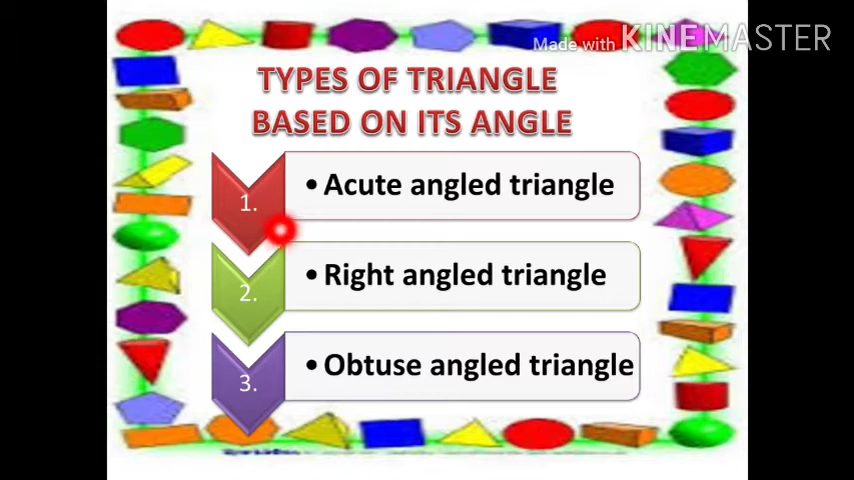 Made with KINEMASTER
TYPES OF TRIANGLE
BASED ON ITS ANGLE
1.
• Acute angled triangle
2.
• Right angled triangle
3.
• Obtuse angled triangle